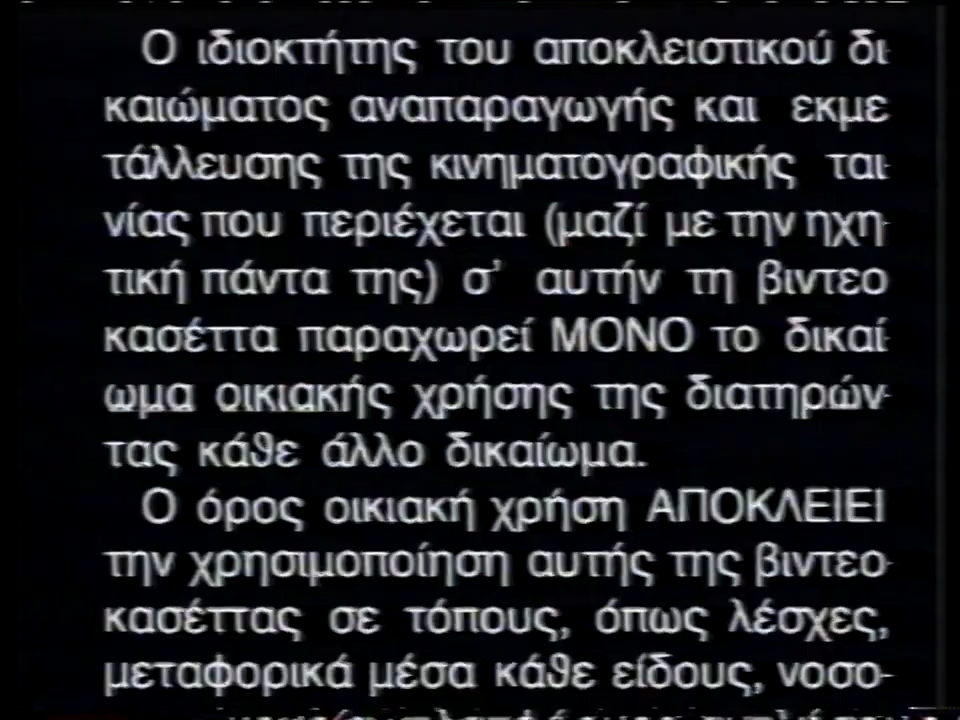 Ο ιδιοκτήτης του αποκλειστικού δι
καιώματος αναπαραγωγής και εκμε
τάλλευσης της κινηματογραφικής ται
νίας που περιέχεται (μαζί με την ηχη
τική πάντα της) σ' αυτήν τη βιντεο
κασέττα παραχωρεί ΜΟΝΟ το δικαί
ωμα οικιακής χρήσης της διατηρών
τας κάθε άλλο δικαίωμα.
Ο όρος οικιακή χρήση ΑΠΟΚΛΕΙΕΙ
την χρησιμοποίηση αυτής της βιντεο-
κασέττας σε τόπους, όπως λέσχες,
μεταφορικά μέσα κάθε είδους, νοσο-